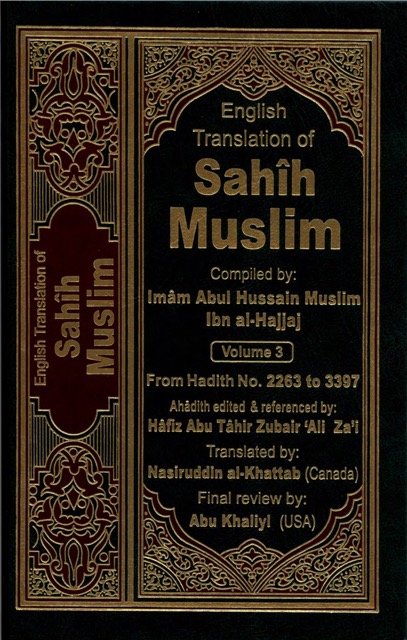 English Translation of
Sahîh
Muslim
English
Translation of
Sahîh
Muslim
Compiled by:
Imâm Abul Hussain Muslim
Ibn al-Hajjaj
Volume 3
From Hadith No. 2263 to 3397
Ahâdith edited & referenced by:
Hâfiz Abu Tâhir Zubair 'Ali Za'i
Translated by:
Nasiruddin al-Khattab (Canada)
Final review by:
Abu Khaliyl (USA)